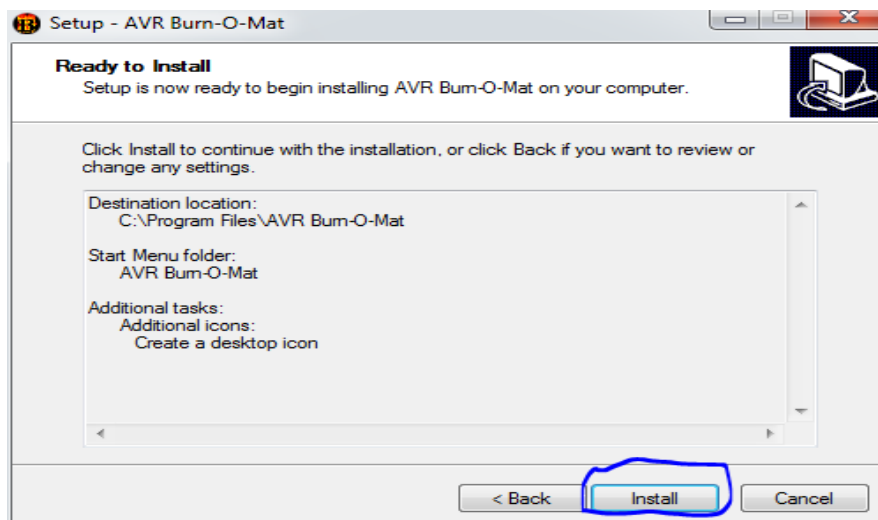 Setup - AVR Burn-O-Mat
Ready to Install
Setup is now ready to begin installing AVR Burn-O-Mat on your computer.
Click Install to continue with the installation, or click Back if you want to review or
change any settings.
Destination location:
C:\Program Files\AVR Burn-O-Mat
Start Menu folder:
AVR Burn-O-Mat
Additional tasks:
Additional icons:
Create a desktop icon
< Back Install Cancel